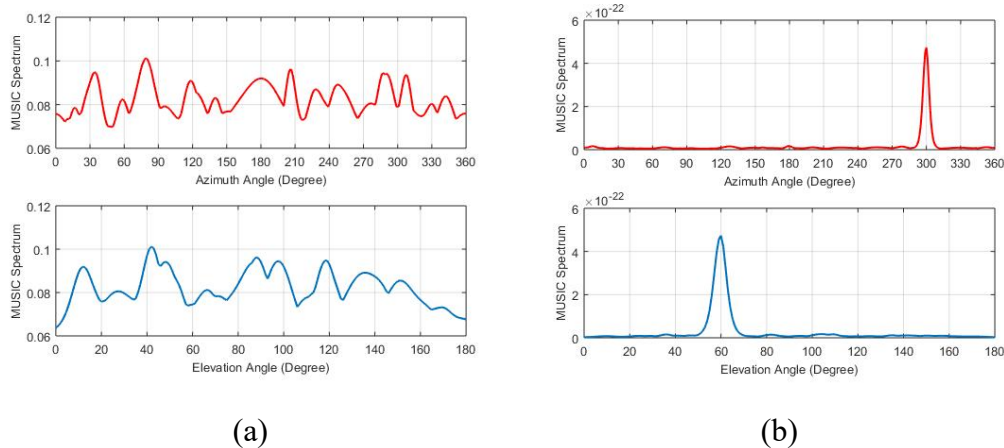 0.12
0.1
0.08
0.06
MUSIC Spectrum
0 30 60 90 120 150 180 210 240 270 300 330 360
Azimuth Angle (Degree)
0.12
0.1
0.08
0.06
MUSIC Spectrum
0 20 40 60 80 100 120 140 160 180
Elevation Angle (Degree)
(a)
×10⁻²²
6
4
2
0
MUSIC Spectrum
0 30 60 90 120 150 180 210 240 270 300 330 360
Azimuth Angle (Degree)
×10⁻²²
6
4
2
0
MUSIC Spectrum
0 20 40 60 80 100 120 140 160 180
Elevation Angle (Degree)
(b)